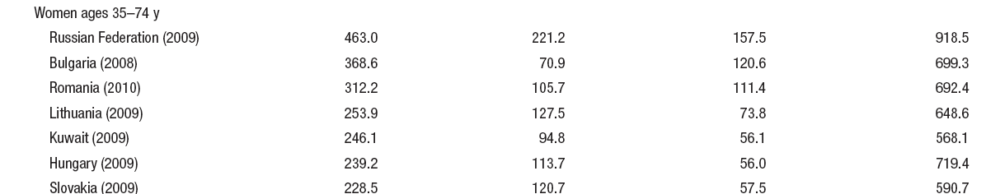 Women ages 35–74 y
Russian Federation (2009) 463.0 221.2 157.5 918.5
Bulgaria (2008) 368.6 70.9 120.6 699.3
Romania (2010) 312.2 105.7 111.4 692.4
Lithuania (2009) 253.9 127.5 73.8 648.6
Kuwait (2009) 246.1 94.8 56.1 568.1
Hungary (2009) 239.2 113.7 56.0 719.4
Slovakia (2009) 228.5 120.7 57.5 590.7